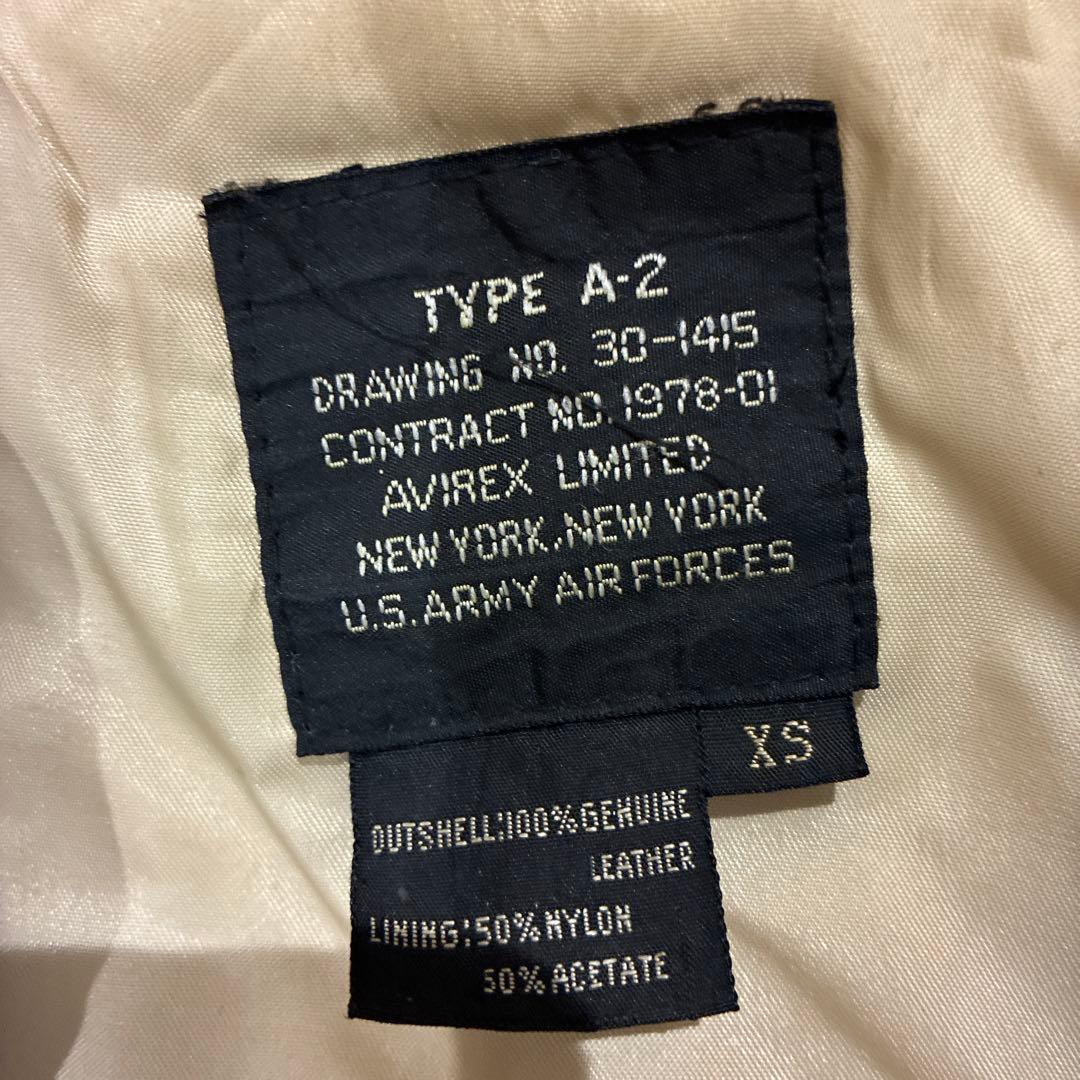 TYPE A-2
DRAWING NO. 30-1415
CONTRACT NO.1978-01
AVIREX LIMITED
NEW YORK.NEW YORK
U.S.ARMY AIR FORCES
XS
OUTSHELL:100%GENUINE
LEATHER
LINING:50%NYLON
50%ACETATE